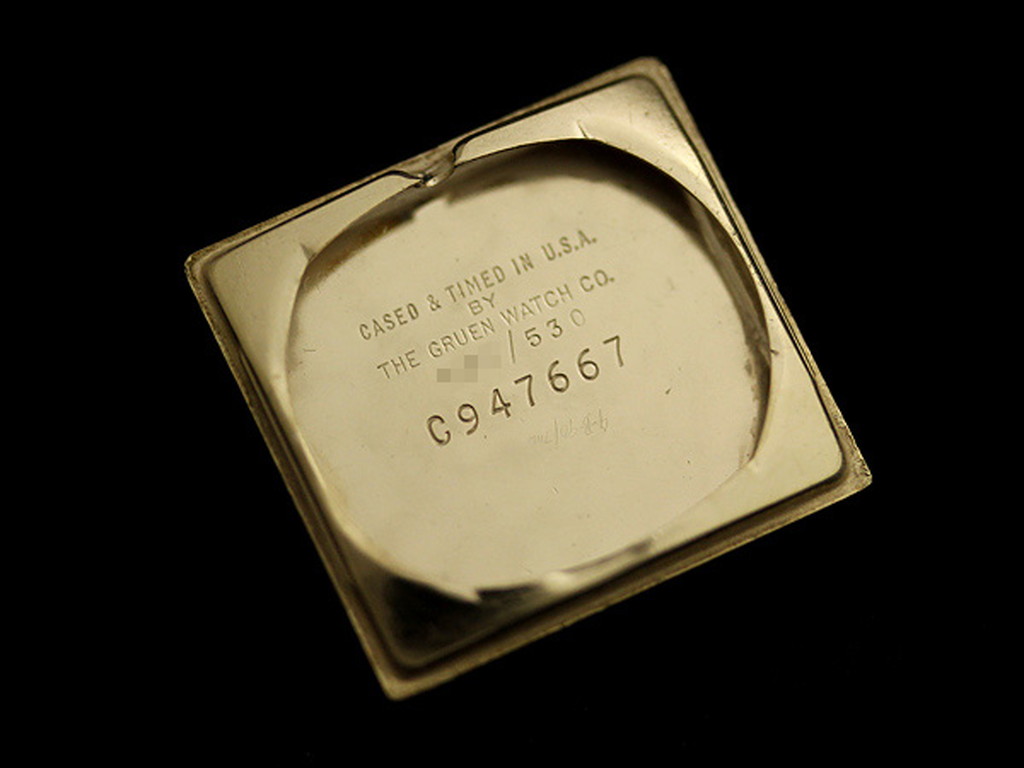 CASED & TIMED IN U.S.A.
BY
THE GRUEN WATCH CO.
/530
C947667